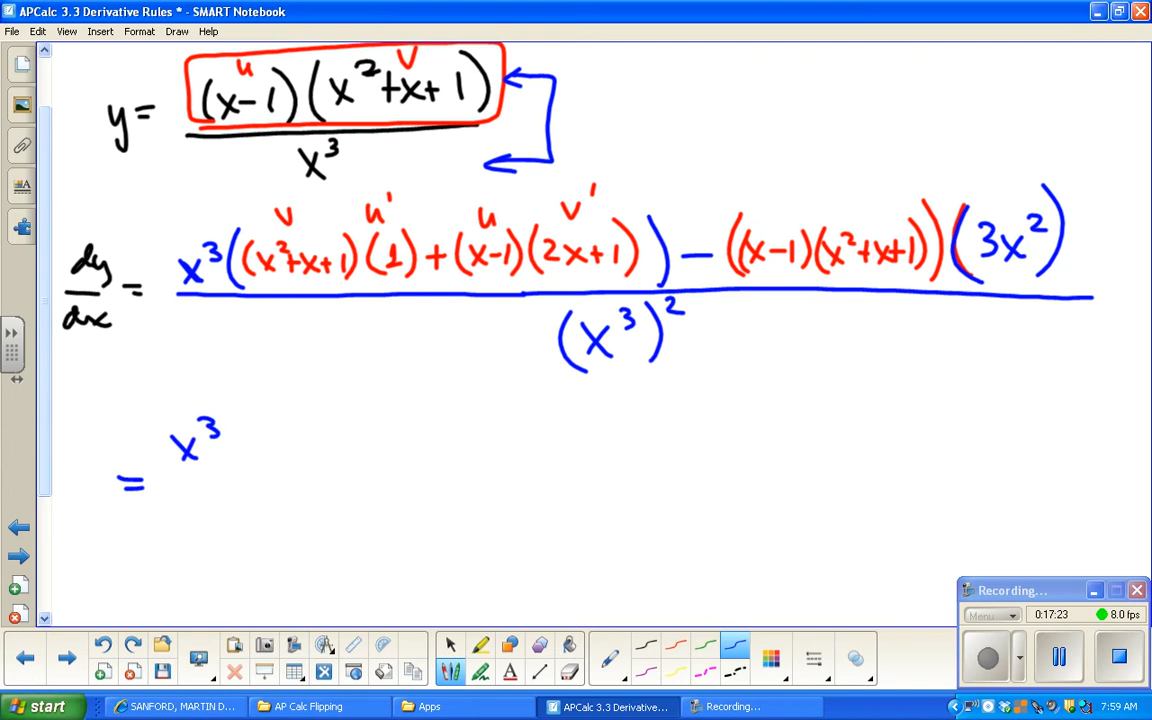 APCalc 3.3 Derivative Rules * - SMART Notebook
File Edit View Insert Format Draw Help
u v
y = (x-1)(x²+x+1)
x³
v u' u v'
dy/dx = x³((x²+x+1)(1)+(x-1)(2x+1)) - ((x-1)(x²+x+1))(3x²)
(x³)²
x³
=
Recording...
Menu 0:17:23 8.0 fps
A
start SANFORD, MARTIN D... AP Calc Flipping Apps APCalc 3.3 Derivative... Recording... 7:59 AM